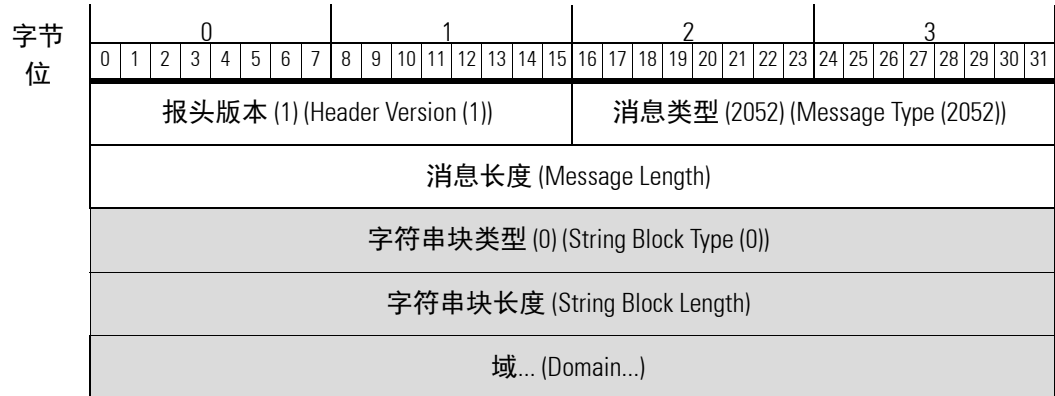 字节 0 1 2 3
位 0 1 2 3 4 5 6 7 8 9 10 11 12 13 14 15 16 17 18 19 20 21 22 23 24 25 26 27 28 29 30 31
报头版本 (1) (Header Version (1)) 消息类型 (2052) (Message Type (2052))
消息长度 (Message Length)
字符串块类型 (0) (String Block Type (0))
字符串块长度 (String Block Length)
域... (Domain...)